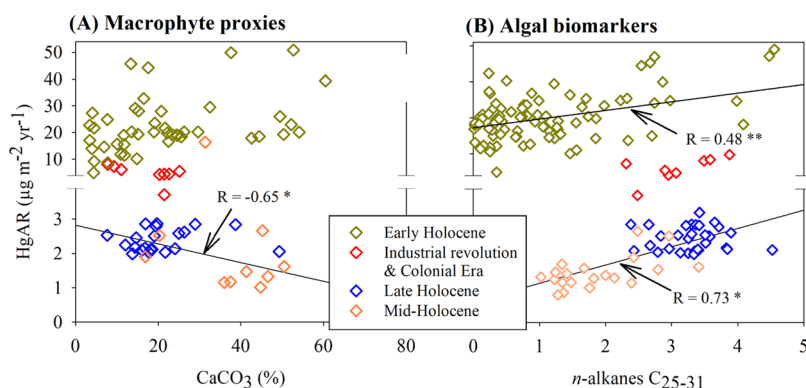 (A) Macrophyte proxies
(B) Algal biomarkers
HgAR (µg m⁻² yr⁻¹)
50
40
30
20
10
3
2
1
0
0
20
40
60
80
CaCO₃ (%)
R = -0.65 *
Early Holocene
Industrial revolution
& Colonial Era
Late Holocene
Mid-Holocene
R = 0.48 **
R = 0.73 *
1
2
3
4
5
n-alkanes C₂₅₋₃₁